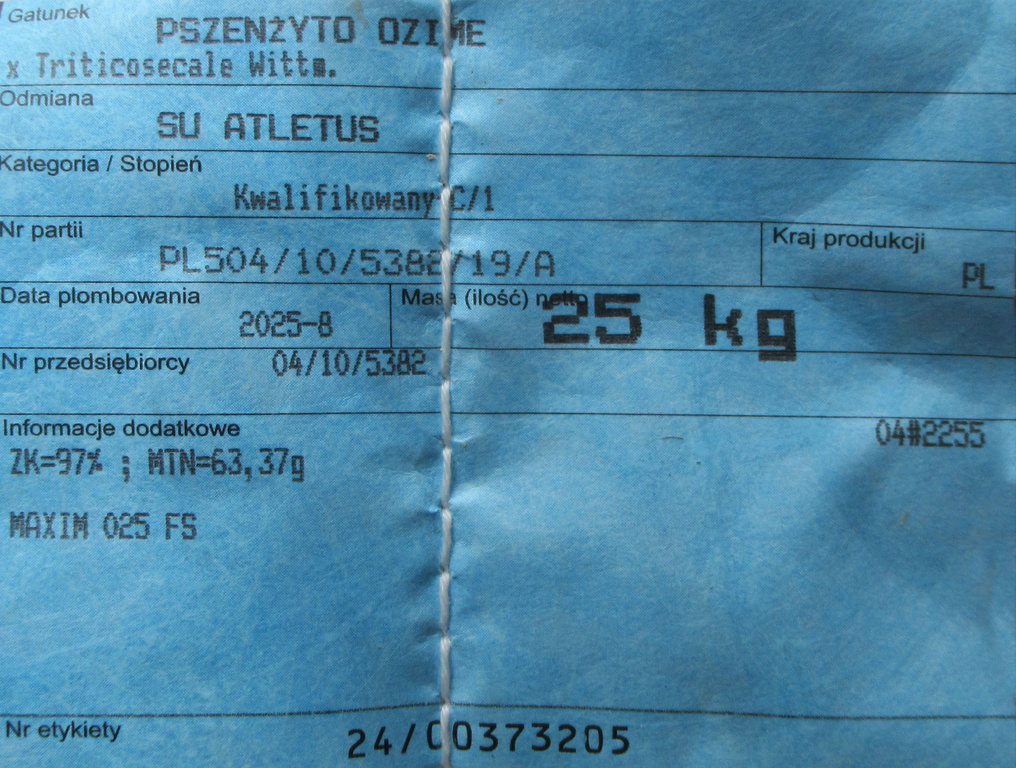 Gatunek
PSZENŻYTO OZIME
x Triticosecale Wittm.
Odmiana
SU ATLETUS
Kategoria / Stopień
Kwalifikowany C/1
Nr partii
PL504/10/5382/19/A
Kraj produkcji
PL
Data plombowania
2025-8
Masa (ilość) netto
25 kg
Nr przedsiębiorcy 04/10/5382
Informacje dodatkowe
04#2255
ZK=97% ; MTN=63,37g
MAXIM 025 FS
Nr etykiety 24/00373205